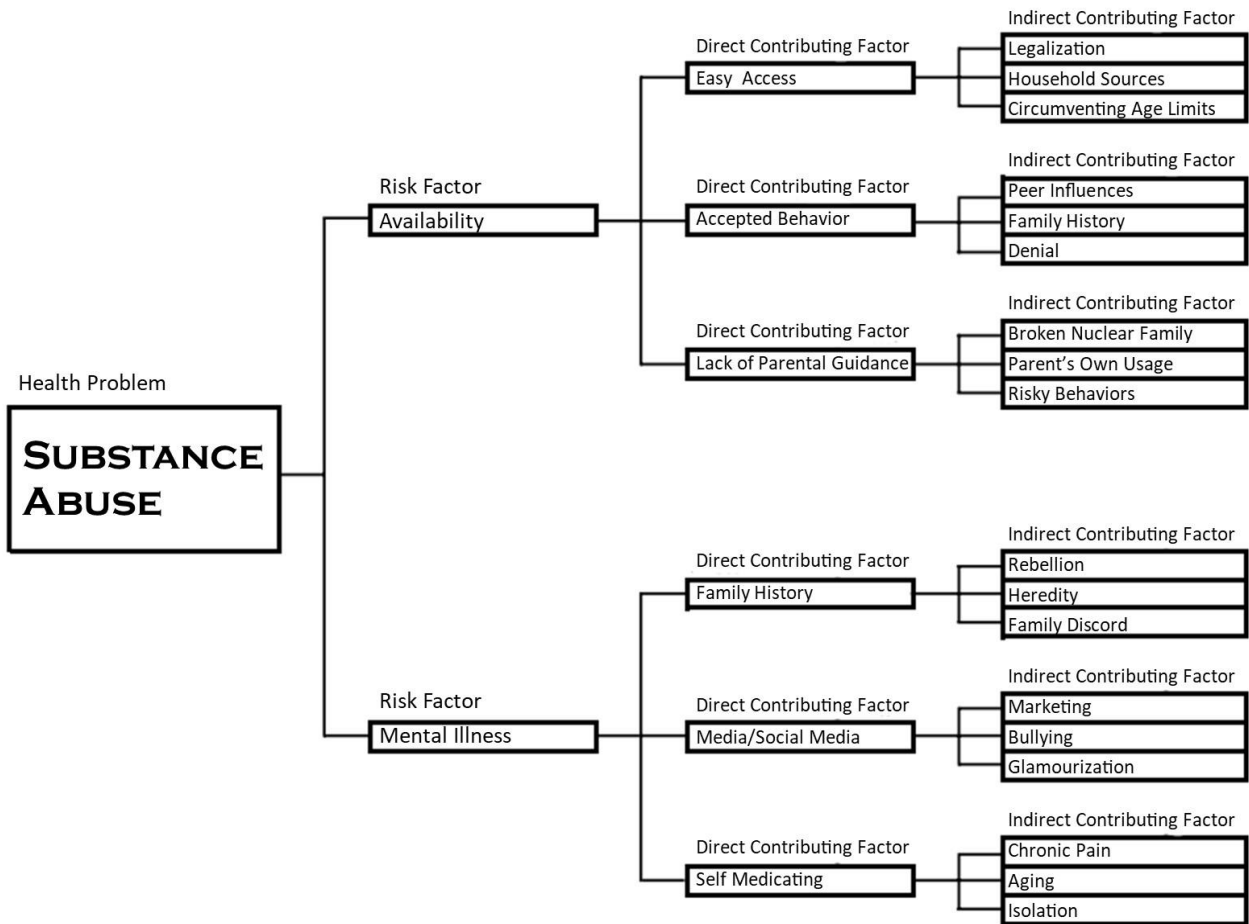 Health Problem
SUBSTANCE
ABUSE
Risk Factor
Availability
Direct Contributing Factor
Easy Access
Indirect Contributing Factor
Legalization
Household Sources
Circumventing Age Limits
Direct Contributing Factor
Accepted Behavior
Indirect Contributing Factor
Peer Influences
Family History
Denial
Direct Contributing Factor
Lack of Parental Guidance
Indirect Contributing Factor
Broken Nuclear Family
Parent's Own Usage
Risky Behaviors
Risk Factor
Mental Illness
Direct Contributing Factor
Family History
Indirect Contributing Factor
Rebellion
Heredity
Family Discord
Direct Contributing Factor
Media/Social Media
Indirect Contributing Factor
Marketing
Bullying
Glamourization
Direct Contributing Factor
Self Medicating
Indirect Contributing Factor
Chronic Pain
Aging
Isolation